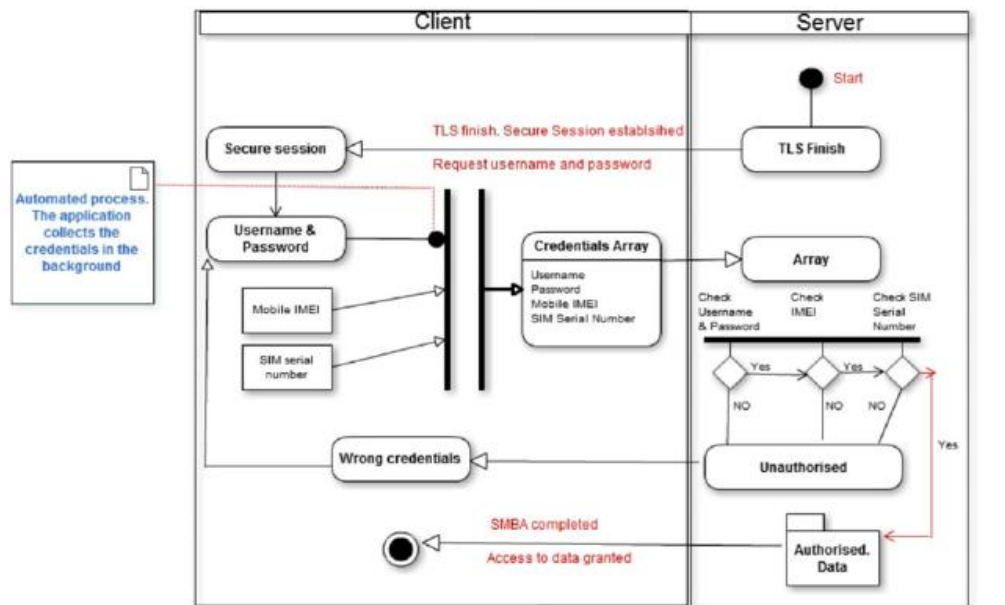 Client
Server
Start
TLS finish. Secure Session establsihed
Secure session
TLS Finish
Request username and password
Automated process.
The application
collects the
credentials in the
background
Username &
Password
Credentials Array
Username
Password
Mobile IMEI
SIM Serial Number
Array
Mobile IMEI
SIM serial
number
Check
Username
& Password
Check
IMEI
Check SIM
Serial
Number
Yes
Yes
NO
NO
NO
Yes
Wrong credentials
Unauthorised
SMBA completed
Access to data granted
Authorised.
Data